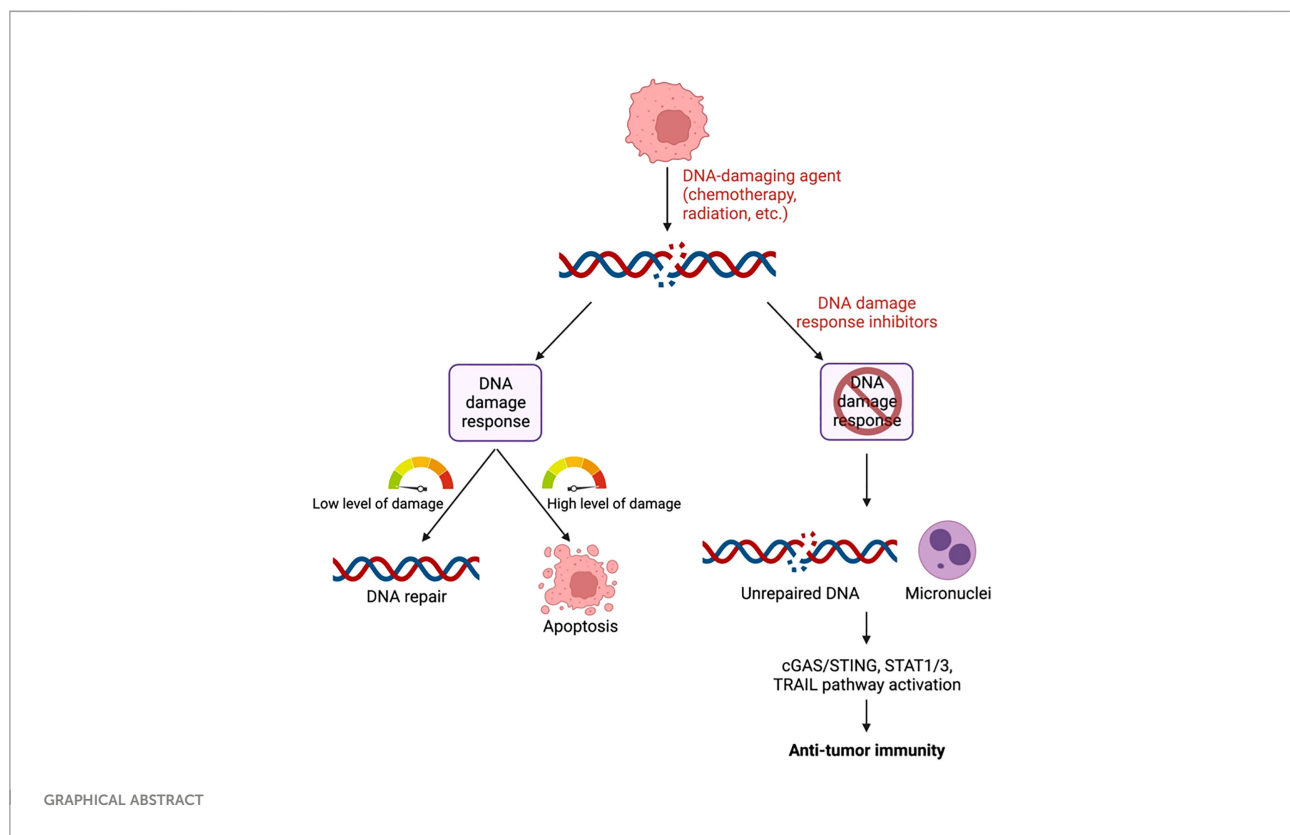 DNA-damaging agent
(chemotherapy,
radiation, etc.)
DNA damage
response inhibitors
DNA
damage
response
DNA
damage
response
Low level of damage
High level of damage
DNA repair
Apoptosis
Unrepaired DNA
Micronuclei
cGAS/STING, STAT1/3,
TRAIL pathway activation
Anti-tumor immunity
GRAPHICAL ABSTRACT